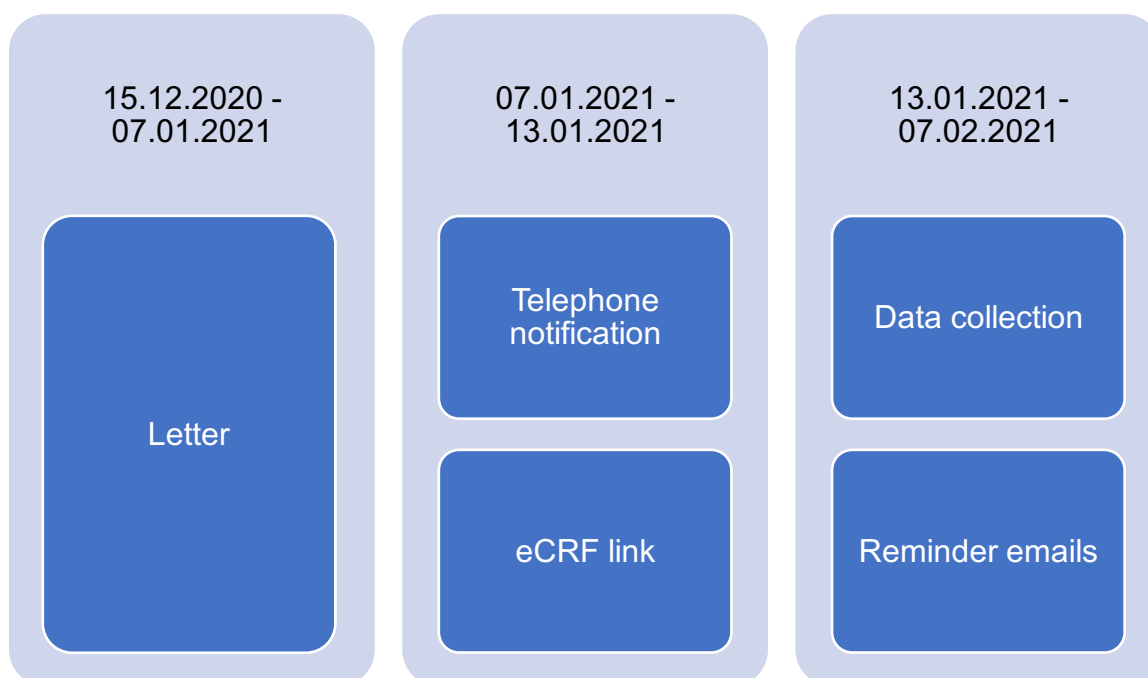 15.12.2020 -
07.01.2021
Letter
07.01.2021 -
13.01.2021
Telephone
notification
eCRF link
13.01.2021 -
07.02.2021
Data collection
Reminder emails